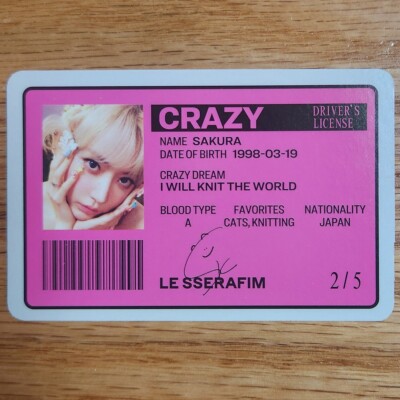 CRAZY DRIVER'S
LICENSE
NAME SAKURA
DATE OF BIRTH 1998-03-19
CRAZY DREAM
I WILL KNIT THE WORLD
BLOOD TYPE FAVORITES NATIONALITY
A CATS, KNITTING JAPAN
LE SSERAFIM 2/5